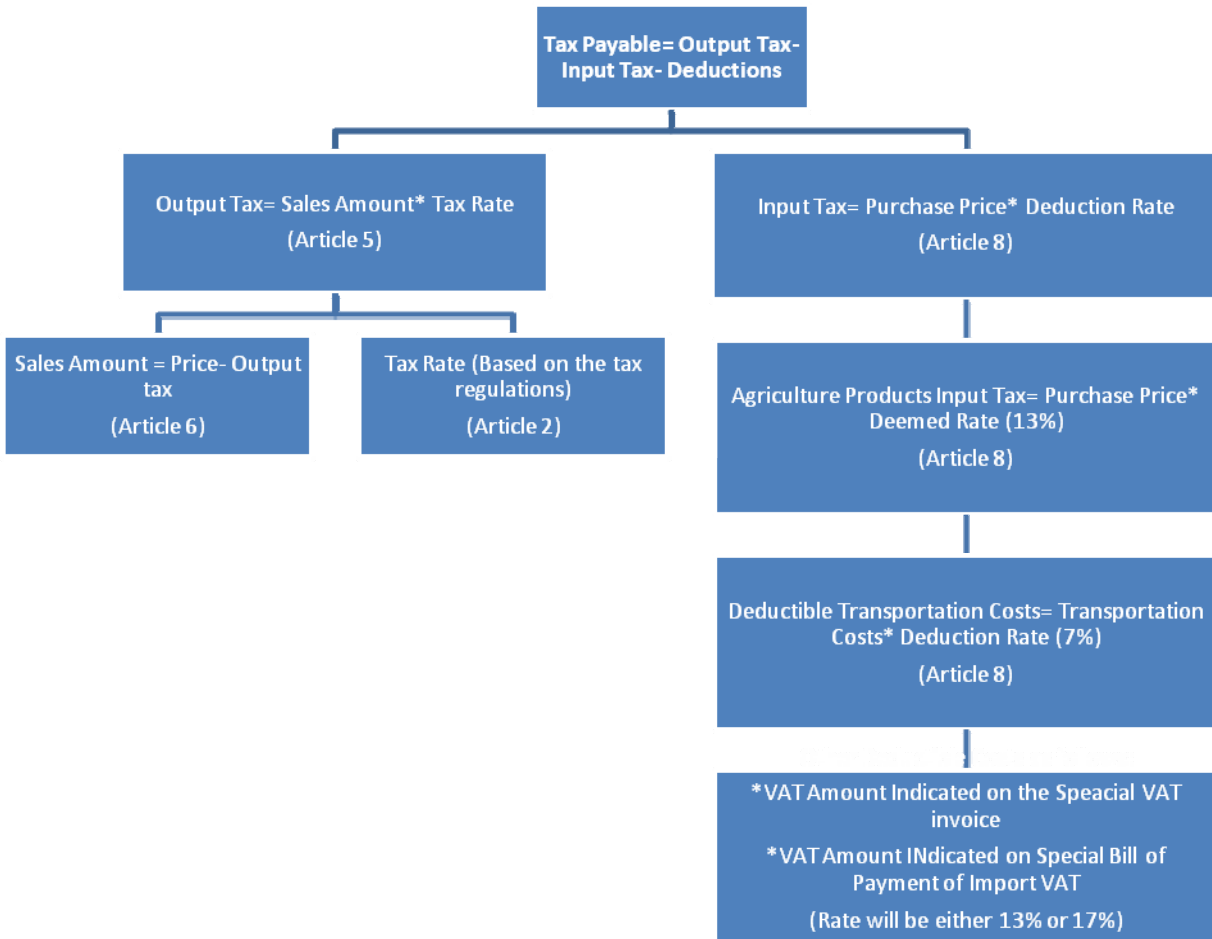 Tax Payable= Output Tax-
Input Tax- Deductions
Output Tax= Sales Amount* Tax Rate
(Article 5)
Input Tax= Purchase Price* Deduction Rate
(Article 8)
Sales Amount = Price- Output
tax
(Article 6)
Tax Rate (Based on the tax
regulations)
(Article 2)
Agriculture Products Input Tax= Purchase Price*
Deemed Rate (13%)
(Article 8)
Deductible Transportation Costs= Transportation
Costs* Deduction Rate (7%)
(Article 8)
*VAT Amount Indicated on the Speacial VAT
invoice
*VAT Amount INdicated on Special Bill of
Payment of Import VAT
(Rate will be either 13% or 17%)